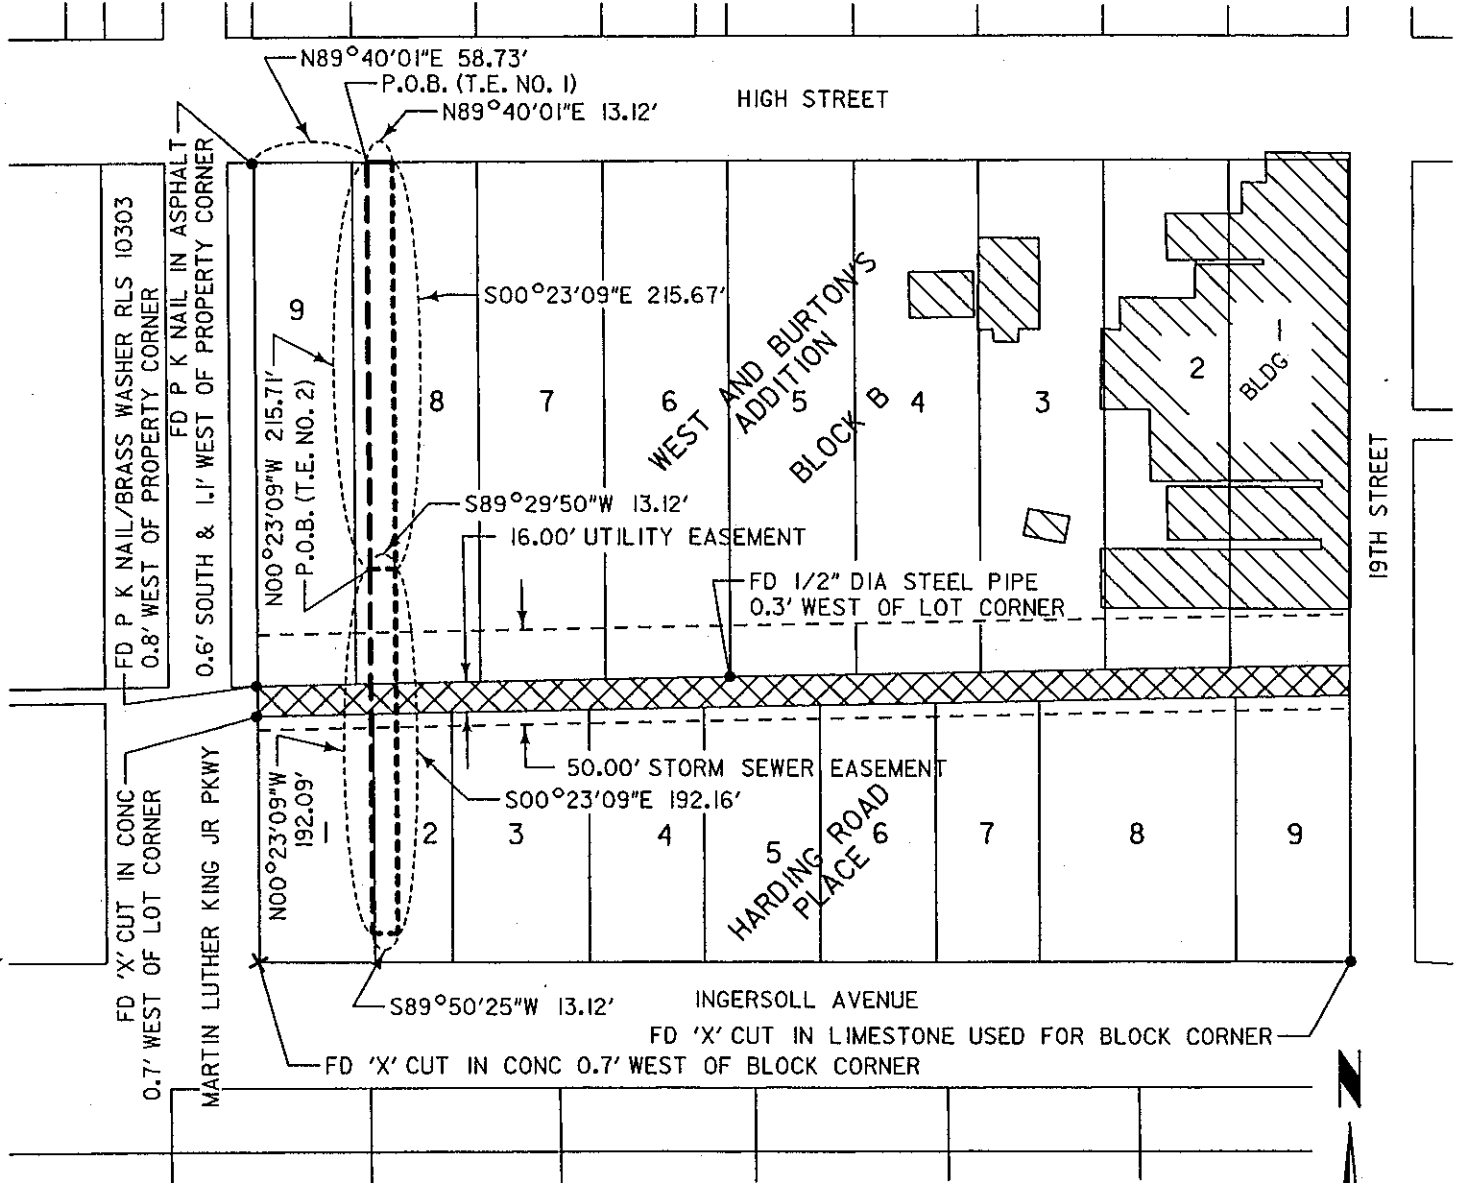 N89°40'01"E 58.73'
P.O.B. (T.E. NO. 1)
N89°40'01"E 13.12'
HIGH STREET
FD P K NAIL/BRASS WASHER RLS 10303
0.8' WEST OF PROPERTY CORNER
FD P K NAIL IN ASPHALT
0.6' SOUTH & 1.1' WEST OF PROPERTY CORNER
9
S00°23'09"E 215.67'
N00°23'09"W 215.71'
P.O.B. (T.E. NO. 2)
8
7
6
5
4
3
2
1
BLDG
WEST AND BURTON'S
ADDITION
BLOCK B
19TH STREET
S89°29'50"W 13.12'
16.00' UTILITY EASEMENT
FD 1/2" DIA STEEL PIPE
0.3' WEST OF LOT CORNER
50.00' STORM SEWER EASEMENT
S00°23'09"E 192.16'
N00°23'09"W
192.09'
1
2
3
4
5
6
7
8
9
HARDING ROAD
PLACE
FD 'X' CUT IN CONC
0.7' WEST OF LOT CORNER
MARTIN LUTHER KING JR PKWY
S89°50'25"W 13.12'
INGERSOLL AVENUE
FD 'X' CUT IN LIMESTONE USED FOR BLOCK CORNER
FD 'X' CUT IN CONC 0.7' WEST OF BLOCK CORNER
N